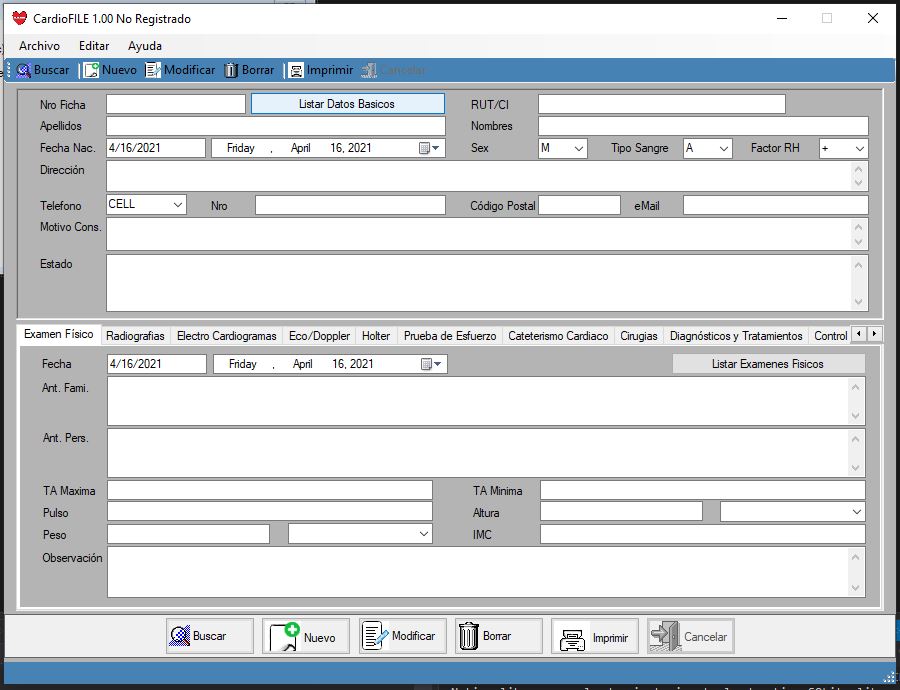 CardioFILE 1.00 No Registrado
Archivo Editar Ayuda
Buscar Nuevo Modificar Borrar Imprimir Cancelar
Nro Ficha Listar Datos Basicos RUT/CI
Apellidos Nombres
Fecha Nac. 4/16/2021 Friday , April 16, 2021 Sex M Tipo Sangre A Factor RH +
Dirección
Telefono CELL Nro Código Postal eMail
Motivo Cons.
Estado
Examen Físico Radiografias Electro Cardiogramas Eco/Doppler Holter Prueba de Esfuerzo Cateterismo Cardiaco Cirugias Diagnósticos y Tratamientos Control
Fecha 4/16/2021 Friday , April 16, 2021 Listar Examenes Fisicos
Ant. Fami.
Ant. Pers.
TA Maxima TA Minima
Pulso Altura
Peso IMC
Observación
Buscar Nuevo Modificar Borrar Imprimir Cancelar